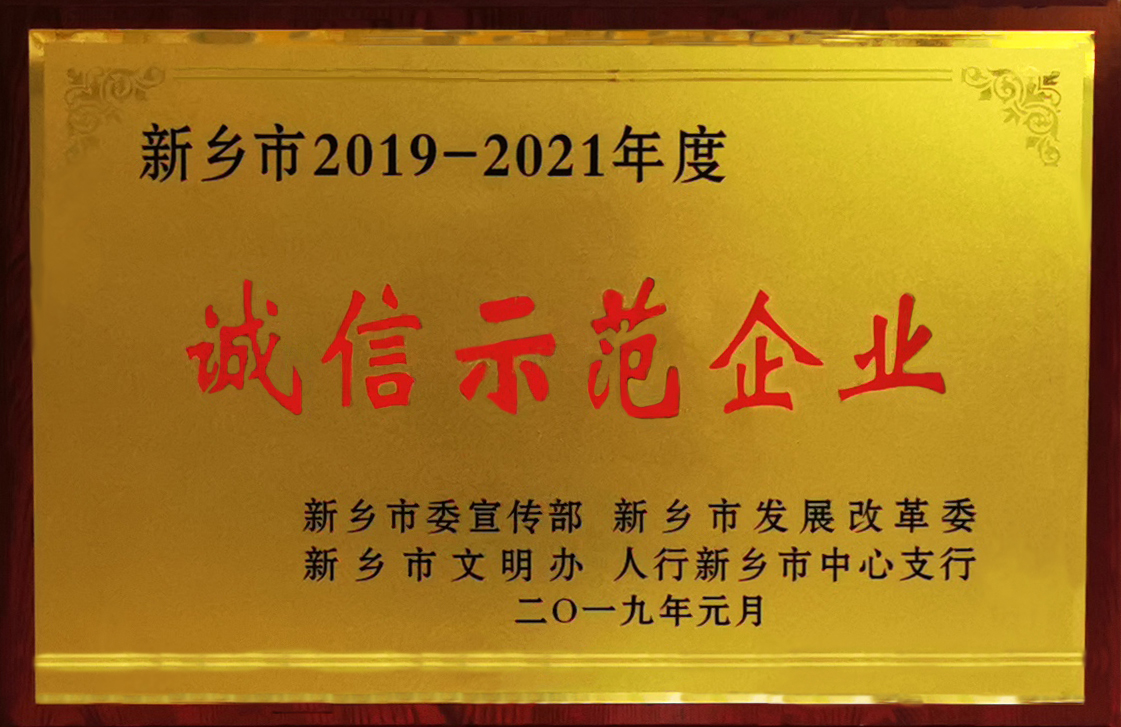 新乡市2019-2021年度
诚信示范企业
新乡市委宣传部 新乡市发展改革委
新乡市文明办 人行新乡市中心支行
二〇一九年元月